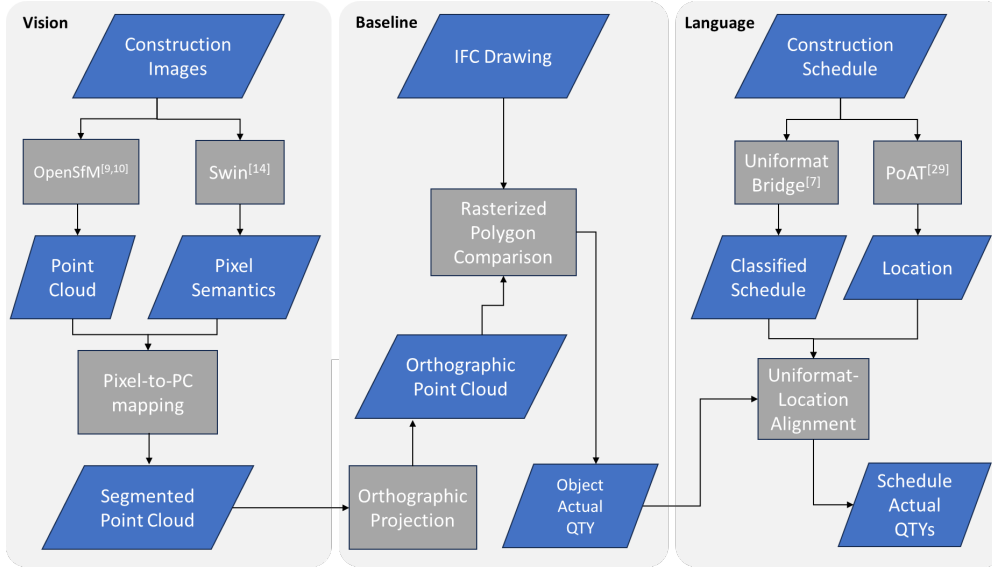 Vision
Construction
Images
OpenSfM[9,10]
Swin[14]
Point
Cloud
Pixel
Semantics
Pixel-to-PC
mapping
Segmented
Point Cloud
Baseline
IFC Drawing
Rasterized
Polygon
Comparison
Orthographic
Point Cloud
Orthographic
Projection
Object
Actual
QTY
Language
Construction
Schedule
Uniformat
Bridge[7]
PoAT[29]
Classified
Schedule
Location
Uniformat-
Location
Alignment
Schedule
Actual
QTYs